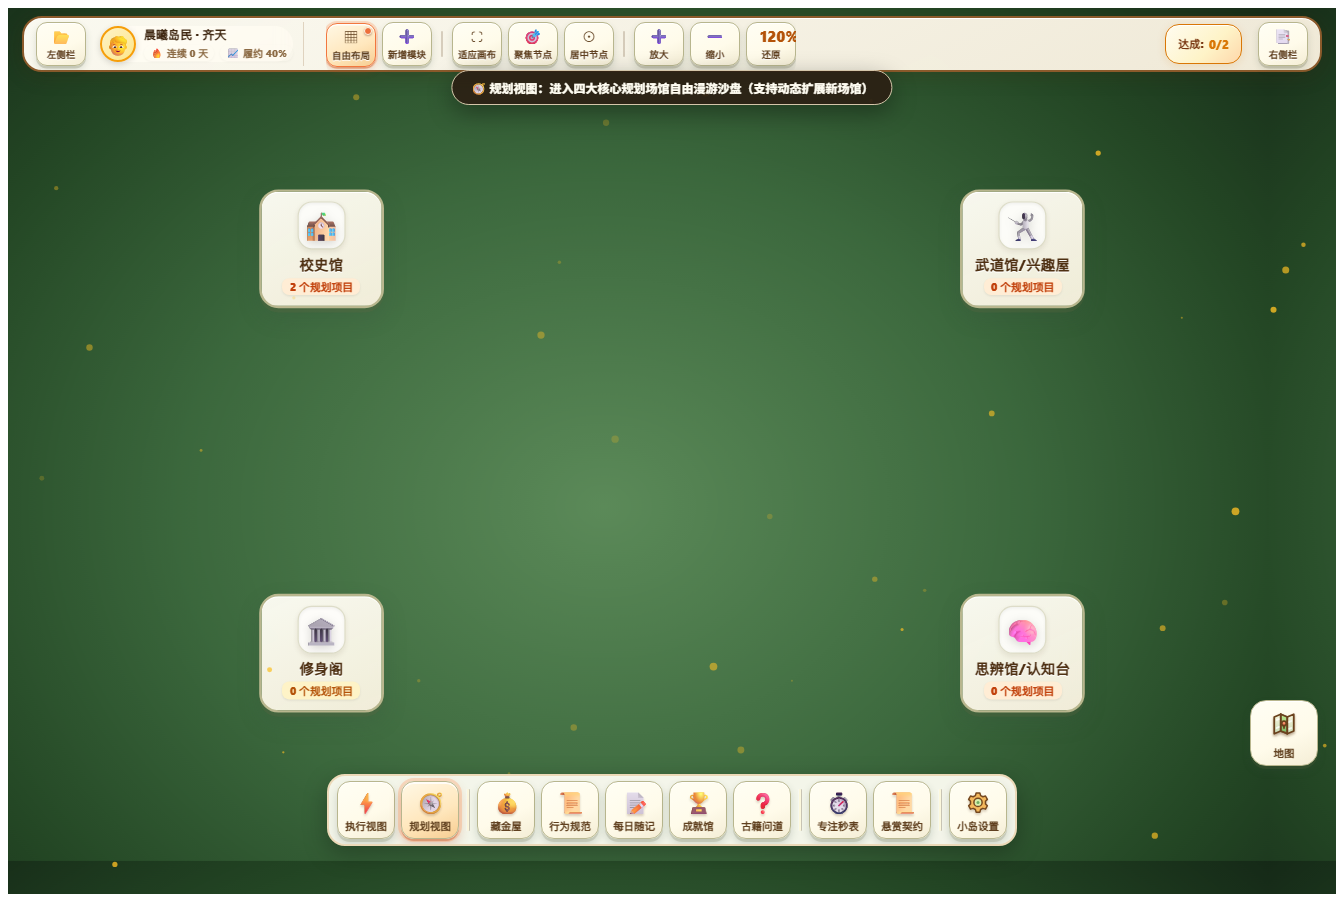 左侧栏
晨曦岛民 · 齐天
连续 0 天
履约 40%
自由布局
新增模块
适应画布
聚焦节点
居中节点
放大
缩小
120%
还原
达成: 0/2
右侧栏
规划视图：进入四大核心规划场馆自由漫游沙盘（支持动态扩展新场馆）
校史馆
2 个规划项目
武道馆/兴趣屋
0 个规划项目
修身阁
0 个规划项目
思辨馆/认知台
0 个规划项目
地图
执行视图
规划视图
藏金屋
行为规范
每日随记
成就馆
古籍问道
专注秒表
悬赏契约
小岛设置